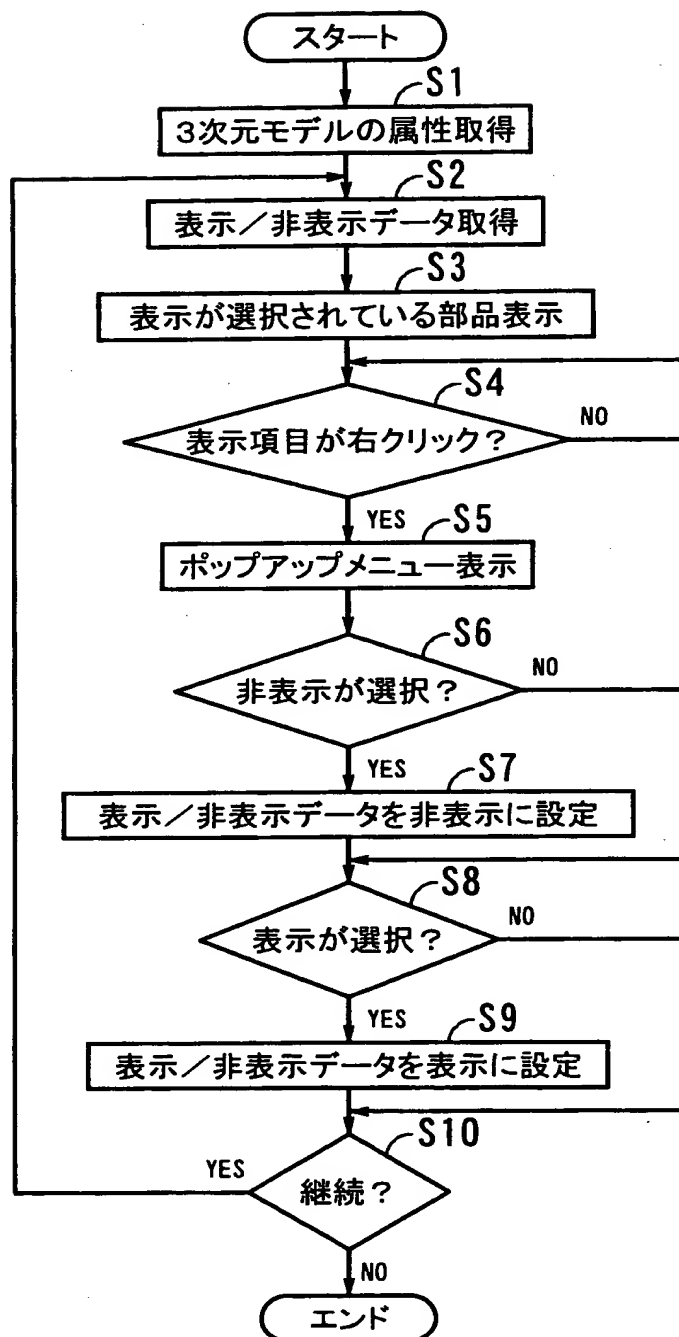 スタート
S1
3次元モデルの属性取得
S2
表示／非表示データ取得
S3
表示が選択されている部品表示
S4
表示項目が右クリック？
NO
YES
S5
ポップアップメニュー表示
S6
非表示が選択？
NO
YES
S7
表示／非表示データを非表示に設定
S8
表示が選択？
NO
YES
S9
表示／非表示データを表示に設定
S10
継続？
YES
NO
エンド